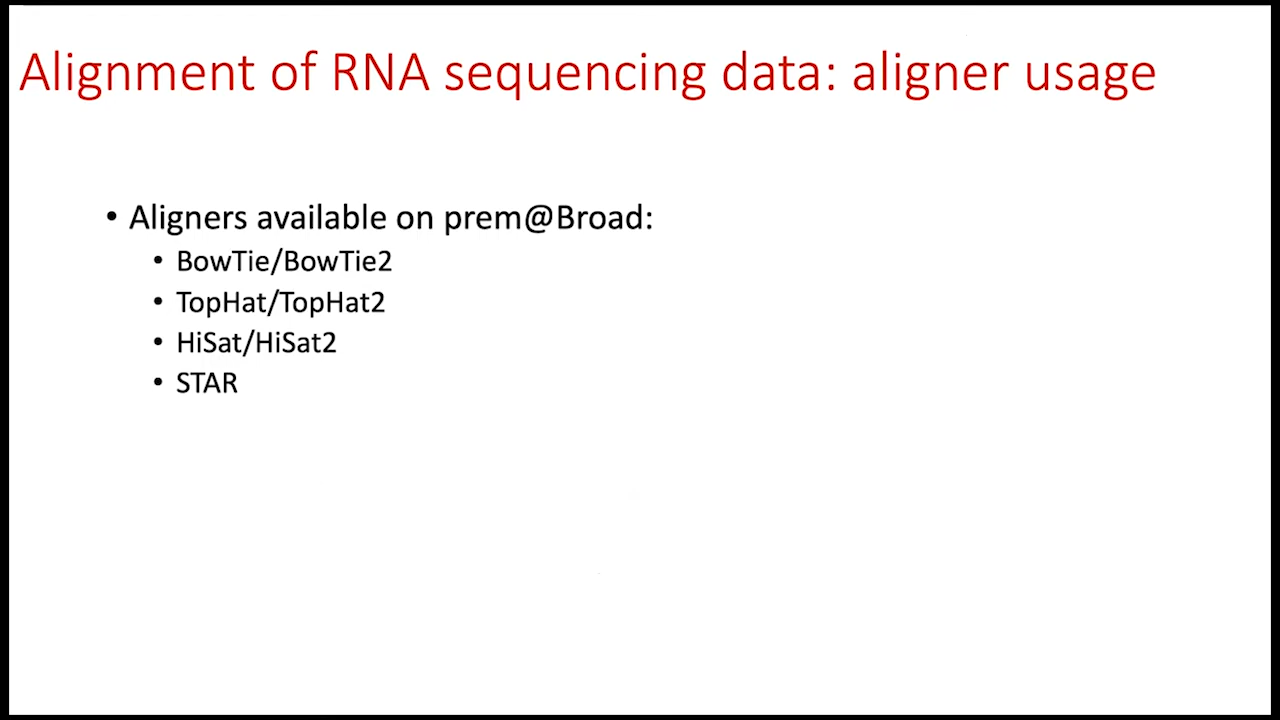 Alignment of RNA sequencing data: aligner usage
• Aligners available on prem@Broad:
• BowTie/BowTie2
• TopHat/TopHat2
• HiSat/HiSat2
• STAR